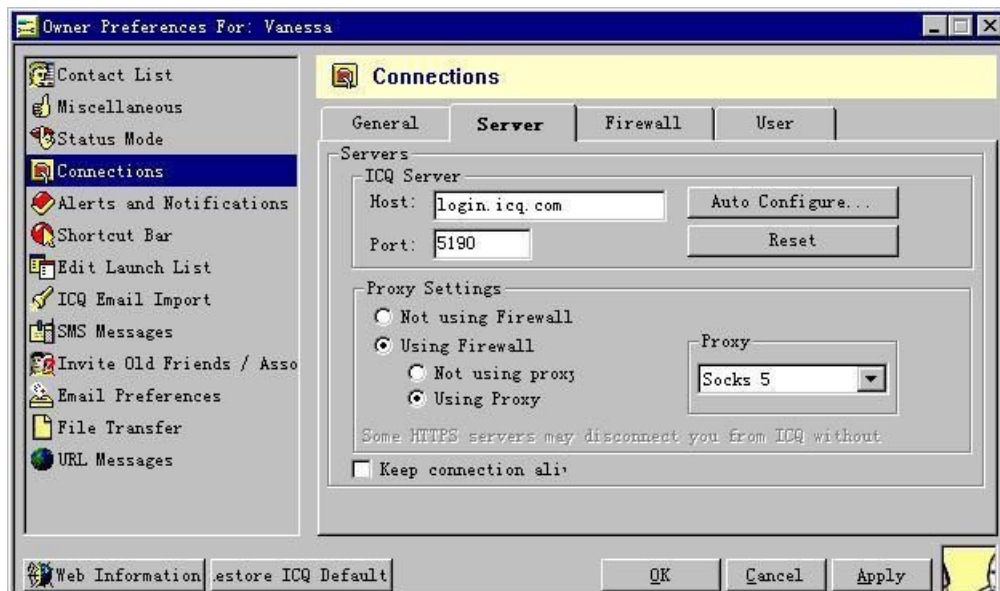 Owner Preferences For: Vanessa
Contact List
Miscellaneous
Status Mode
Connections
Alerts and Notifications
Shortcut Bar
Edit Launch List
ICQ Email Import
SMS Messages
Invite Old Friends / Asso
Email Preferences
File Transfer
URL Messages
Connections
General Server Firewall User
Servers
ICQ Server
Host: login.icq.com Auto Configure...
Port: 5190 Reset
Proxy Settings
Not using Firewall
Using Firewall
Proxy
Not using proxy
Socks 5
Using Proxy
Some HTTPS servers may disconnect you from ICQ without
Keep connection ali
Web Information .estore ICQ Default OK Cancel Apply